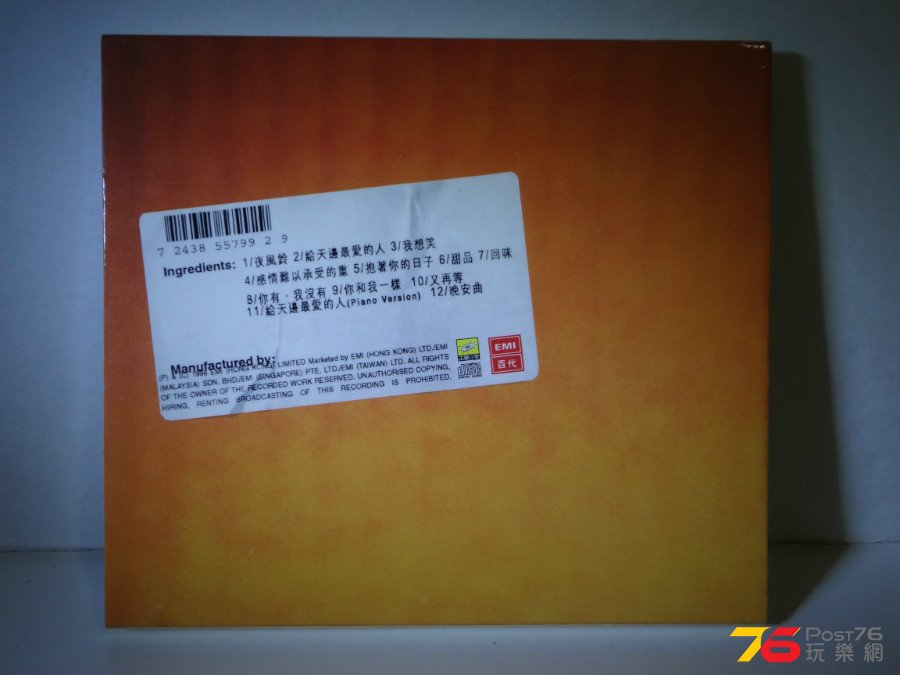 7 24385 57992 9
Ingredients: 1/夜風鈴 2/給天邊最愛的人 3/我想笑
4/感情難以承受的重 5/抱著你的日子 6/甜品 7/回味
8/你有，我沒有 9/你和我一樣 10/又再等
11/給天邊最愛的人(Piano Version) 12/晚安曲
Manufactured by:
(P) & (C) 1996 EMI (HONG KONG) LIMITED Marketed by EMI (HONG KONG) LTD./EMI
(MALAYSIA) SDN. BHD./EMI (SINGAPORE) PTE. LTD./EMI (TAIWAN) LTD. ALL RIGHTS
OF THE OWNER OF THE RECORDED WORK RESERVED. UNAUTHORISED COPYING,
HIRING, RENTING BROADCASTING OF THIS RECORDING IS PROHIBITED.
EMI
百代
76 POST76
玩樂網